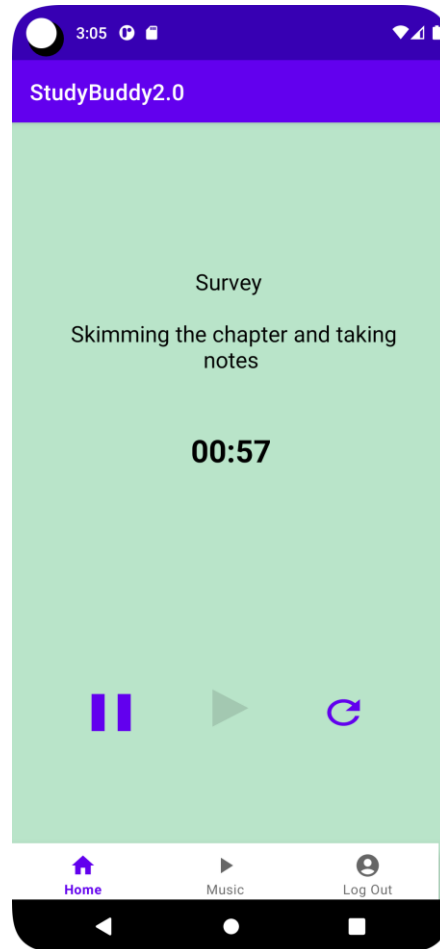 3:05
StudyBuddy2.0
Survey
Skimming the chapter and taking
notes
00:57
Home
Music
Log Out